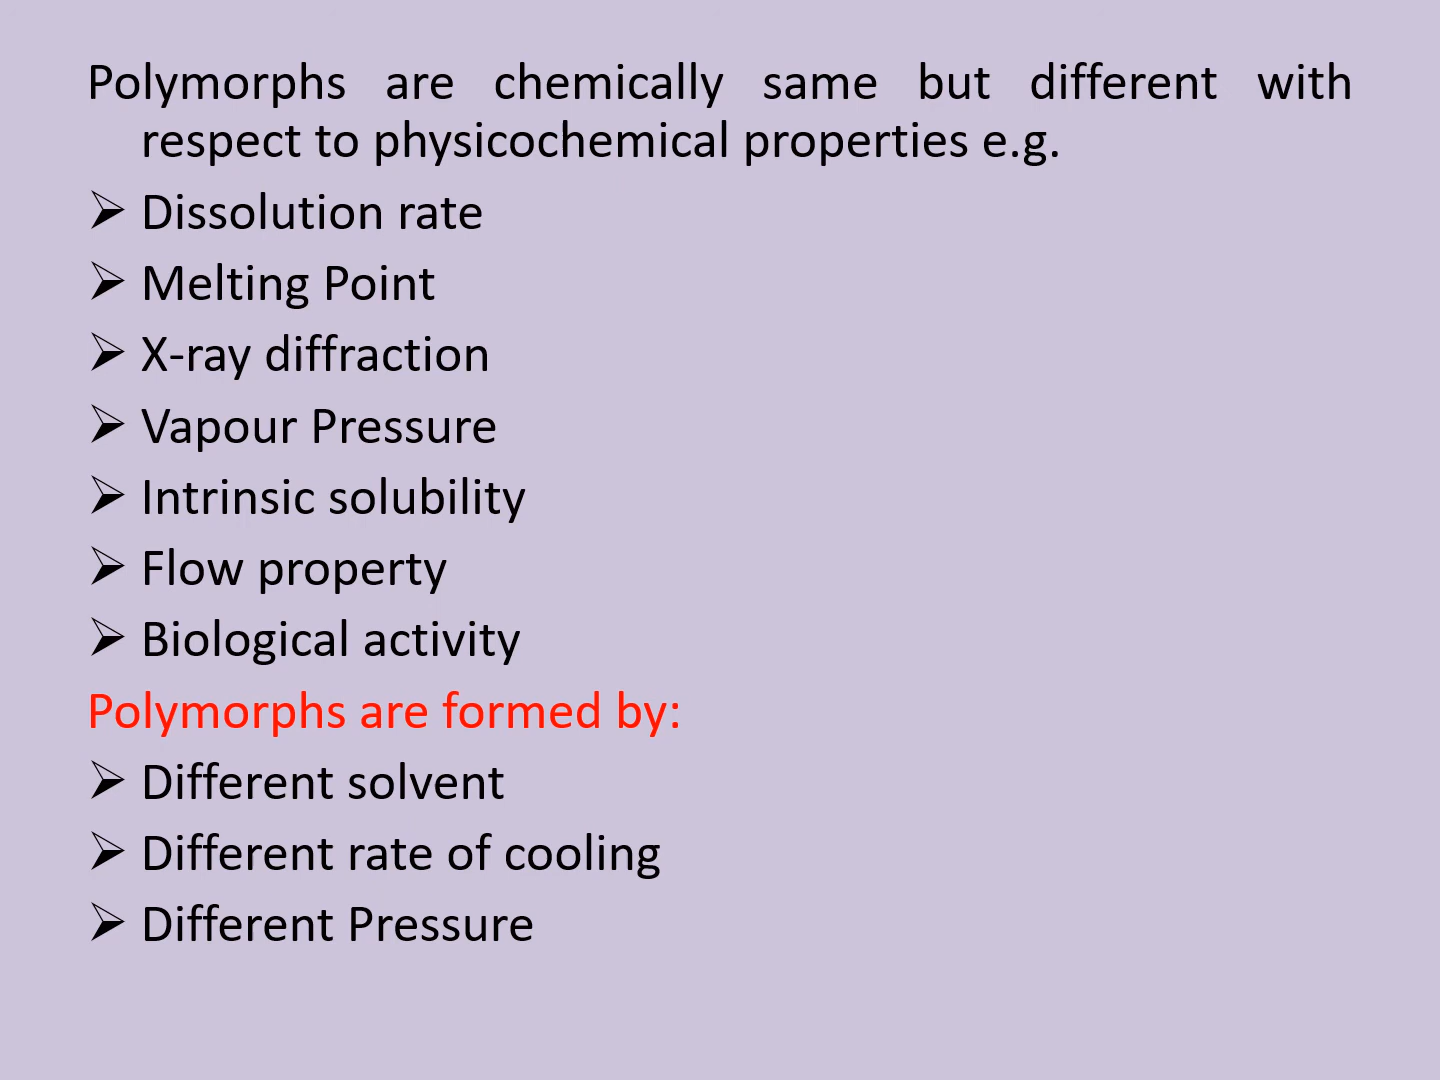 Polymorphs are chemically same but different with
respect to physicochemical properties e.g.
➢ Dissolution rate
➢ Melting Point
➢ X-ray diffraction
➢ Vapour Pressure
➢ Intrinsic solubility
➢ Flow property
➢ Biological activity
Polymorphs are formed by:
➢ Different solvent
➢ Different rate of cooling
➢ Different Pressure